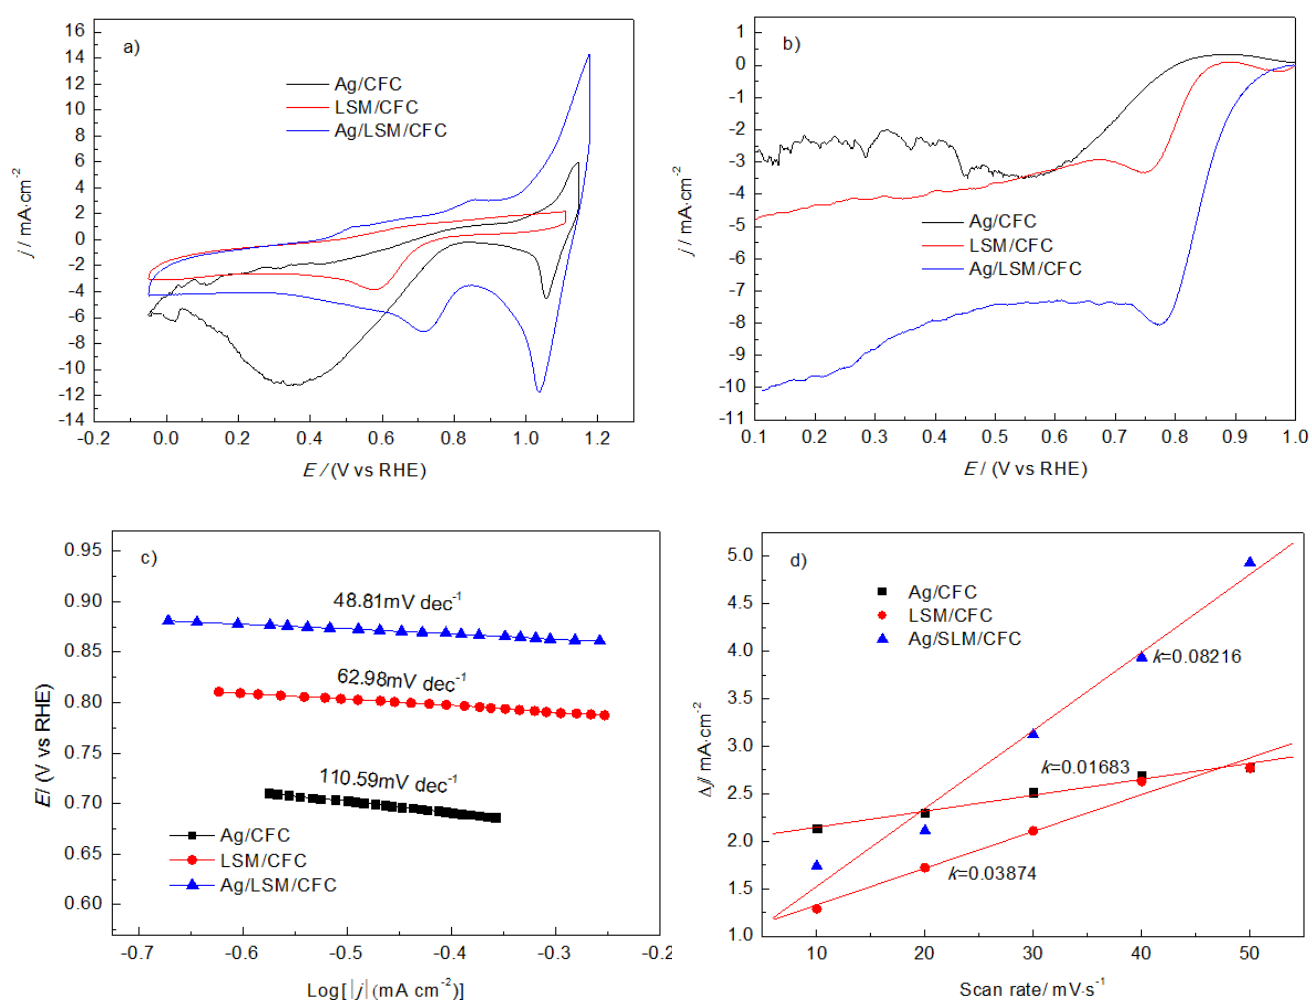 a)
16
14
12
10
8
6
4
2
0
-2
-4
-6
-8
-10
-12
-14
j / mA·cm-2
Ag/CFC
LSM/CFC
Ag/LSM/CFC
-0.2 0.0 0.2 0.4 0.6 0.8 1.0 1.2
E / (V vs RHE)
b)
1
0
-1
-2
-3
-4
-5
-6
-7
-8
-9
-10
-11
j / mA·cm-2
Ag/CFC
LSM/CFC
Ag/LSM/CFC
0.1 0.2 0.3 0.4 0.5 0.6 0.7 0.8 0.9 1.0
E / (V vs RHE)
c)
0.95
0.90
0.85
0.80
0.75
0.70
0.65
0.60
E/ (V vs RHE)
48.81mV dec-1
62.98mV dec-1
110.59mV dec-1
Ag/CFC
LSM/CFC
Ag/LSM/CFC
-0.7 -0.6 -0.5 -0.4 -0.3 -0.2
Log[|j| (mA cm-2)]
d)
5.0
4.5
4.0
3.5
3.0
2.5
2.0
1.5
1.0
Δj/ mA·cm-2
Ag/CFC
LSM/CFC
Ag/SLM/CFC
k=0.08216
k=0.01683
k=0.03874
10 20 30 40 50
Scan rate/ mV·s-1